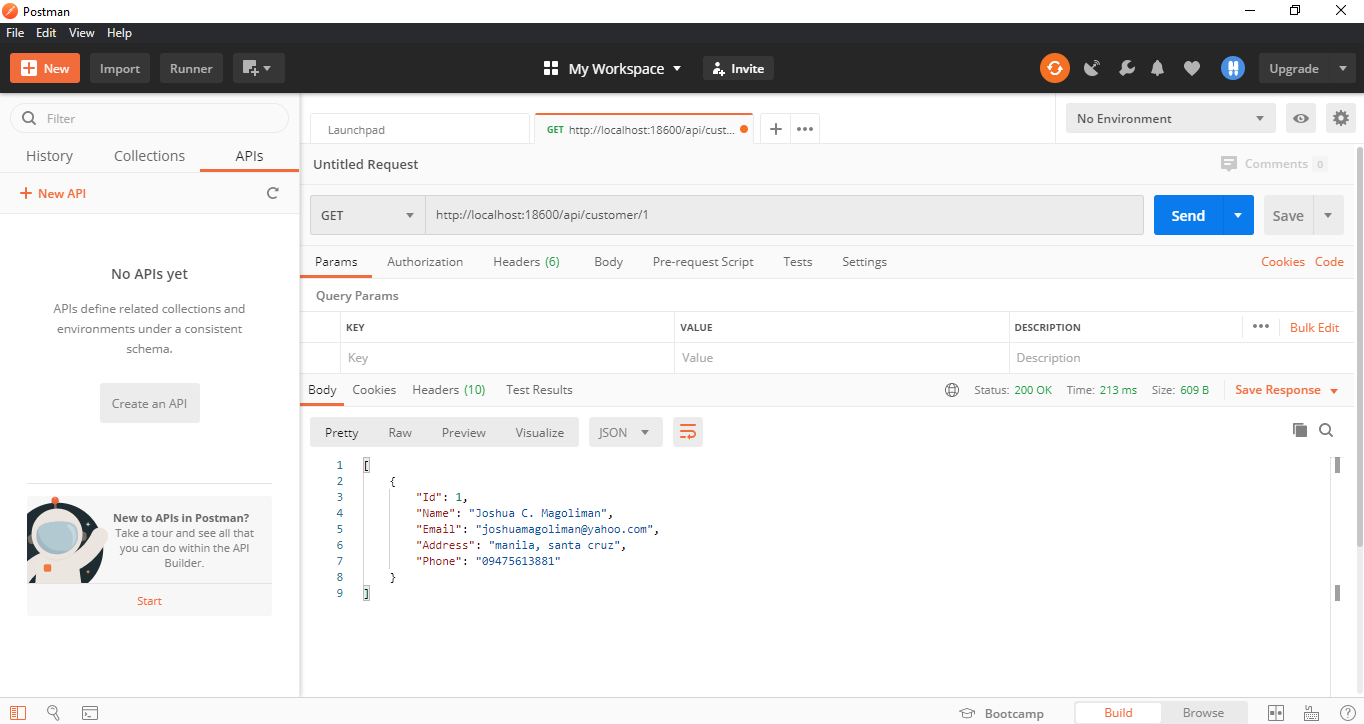 Postman
File Edit View Help
New Import Runner My Workspace Invite Upgrade
Filter
History Collections APIs
New API
No APIs yet
APIs define related collections and
environments under a consistent
schema.
Create an API
New to APIs in Postman?
Take a tour and see all that
you can do within the API
Builder.
Start
Launchpad GET http://localhost:18600/api/cust... No Environment
Untitled Request Comments 0
GET http://localhost:18600/api/customer/1 Send Save
Params Authorization Headers (6) Body Pre-request Script Tests Settings Cookies Code
Query Params
KEY VALUE DESCRIPTION Bulk Edit
Key Value Description
Body Cookies Headers (10) Test Results Status: 200 OK Time: 213 ms Size: 609 B Save Response
Pretty Raw Preview Visualize JSON
1 [
2 {
3 "Id": 1,
4 "Name": "Joshua C. Magoliman",
5 "Email": "joshuamagoliman@yahoo.com",
6 "Address": "manila, santa cruz",
7 "Phone": "09475613881"
8 }
9 ]
Bootcamp Build Browse